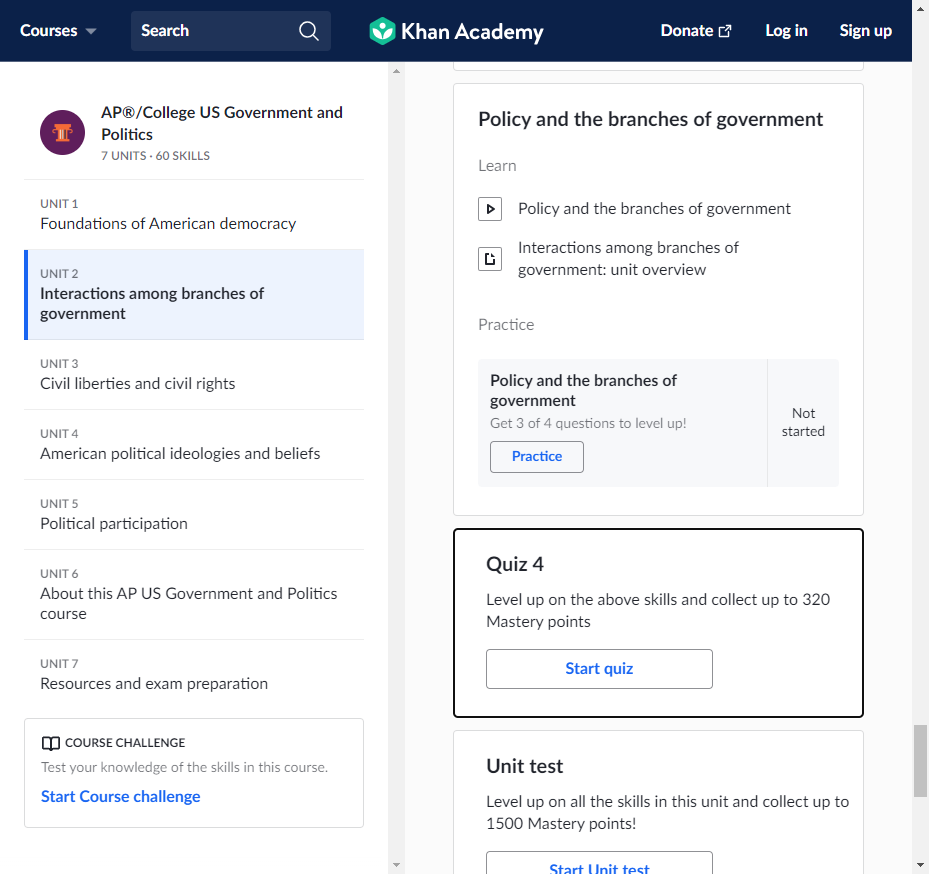 Courses
Search
Khan Academy
Donate
Log in
Sign up
AP®/College US Government and
Politics
7 UNITS · 60 SKILLS
UNIT 1
Foundations of American democracy
UNIT 2
Interactions among branches of
government
UNIT 3
Civil liberties and civil rights
UNIT 4
American political ideologies and beliefs
UNIT 5
Political participation
UNIT 6
About this AP US Government and Politics
course
UNIT 7
Resources and exam preparation
COURSE CHALLENGE
Test your knowledge of the skills in this course.
Start Course challenge
Policy and the branches of government
Learn
Policy and the branches of government
Interactions among branches of
government: unit overview
Practice
Policy and the branches of
government
Get 3 of 4 questions to level up!
Practice
Not
started
Quiz 4
Level up on the above skills and collect up to 320
Mastery points
Start quiz
Unit test
Level up on all the skills in this unit and collect up to
1500 Mastery points!
Start Unit test